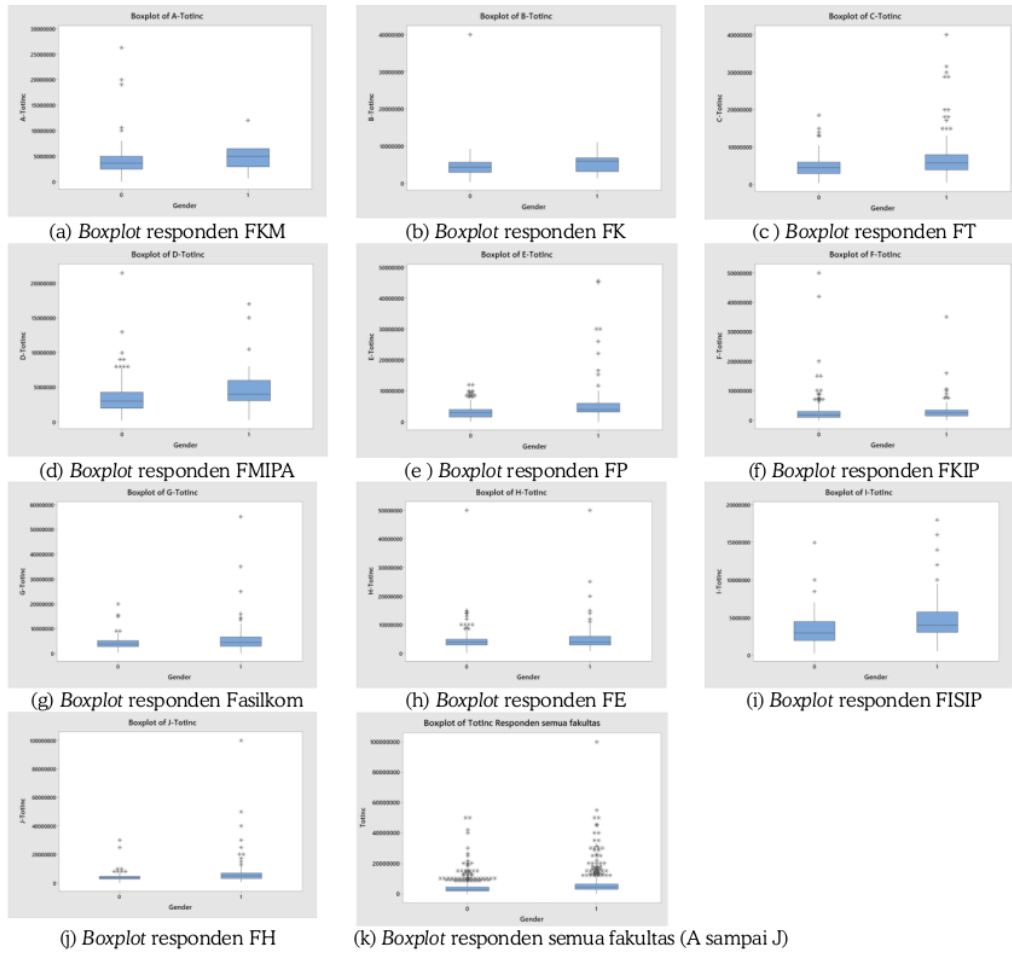 Boxplot of A-TotInc
30000000
25000000
20000000
15000000
10000000
5000000
0
A-TotInc
0 1
Gender
(a) Boxplot responden FKM
Boxplot of B-TotInc
40000000
30000000
20000000
10000000
0
B-TotInc
0 1
Gender
(b) Boxplot responden FK
Boxplot of C-TotInc
40000000
30000000
20000000
10000000
0
C-TotInc
0 1
Gender
(c ) Boxplot responden FT
Boxplot of D-TotInc
20000000
15000000
10000000
5000000
0
D-TotInc
0 1
Gender
(d) Boxplot responden FMIPA
Boxplot of E-TotInc
50000000
40000000
30000000
20000000
10000000
0
E-TotInc
0 1
Gender
(e ) Boxplot responden FP
Boxplot of F-TotInc
50000000
40000000
30000000
20000000
10000000
0
F-TotInc
0 1
Gender
(f) Boxplot responden FKIP
Boxplot of G-TotInc
60000000
50000000
40000000
30000000
20000000
10000000
0
G-TotInc
0 1
Gender
(g) Boxplot responden Fasilkom
Boxplot of H-TotInc
50000000
40000000
30000000
20000000
10000000
0
H-TotInc
0 1
Gender
(h) Boxplot responden FE
Boxplot of I-TotInc
20000000
15000000
10000000
5000000
0
I-TotInc
0 1
Gender
(i) Boxplot responden FISIP
Boxplot of J-TotInc
100000000
80000000
60000000
40000000
20000000
0
J-TotInc
0 1
Gender
(j) Boxplot responden FH
Boxplot of TotInc Responden semua fakultas
100000000
80000000
60000000
40000000
20000000
0
TotInc
0 1
Gender
(k) Boxplot responden semua fakultas (A sampai J)